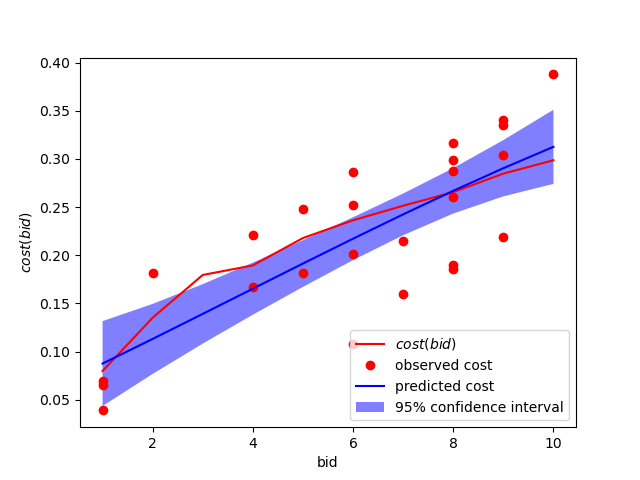 0.40
0.35
0.30
0.25
0.20
0.15
0.10
0.05
cost(bid)
cost(bid)
observed cost
predicted cost
95% confidence interval
2 4 6 8 10
bid